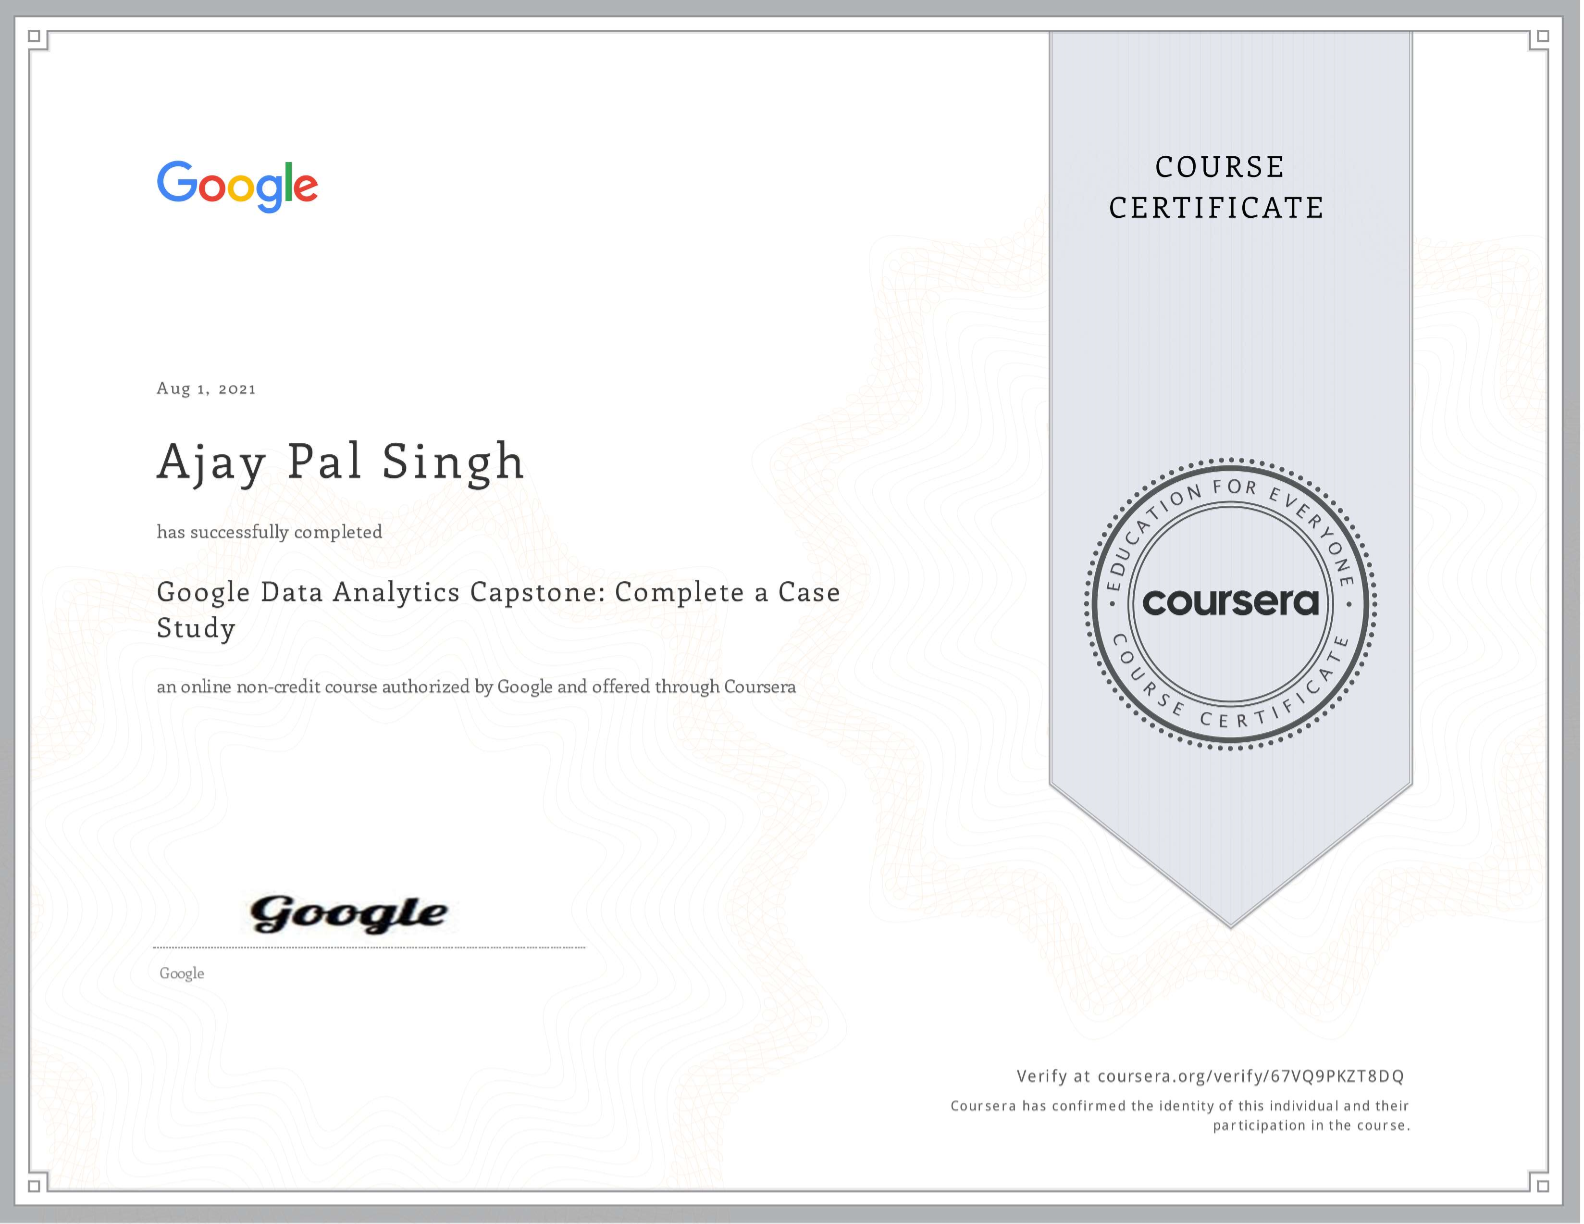 Google
COURSE
CERTIFICATE
Aug 1, 2021
Ajay Pal Singh
has successfully completed
Google Data Analytics Capstone: Complete a Case
Study
an online non-credit course authorized by Google and offered through Coursera
EDUCATION FOR EVERYONE
coursera
COURSE CERTIFICATE
Google
Google
Verify at coursera.org/verify/67VQ9PKZT8DQ
Coursera has confirmed the identity of this individual and their
participation in the course.